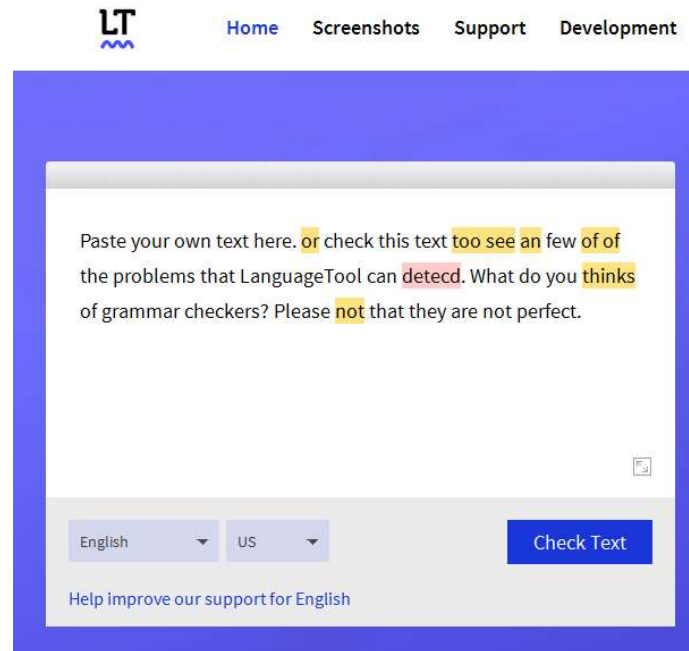 LT
Home Screenshots Support Development
Paste your own text here. or check this text too see an few of of
the problems that LanguageTool can detecd. What do you thinks
of grammar checkers? Please not that they are not perfect.
English US Check Text
Help improve our support for English